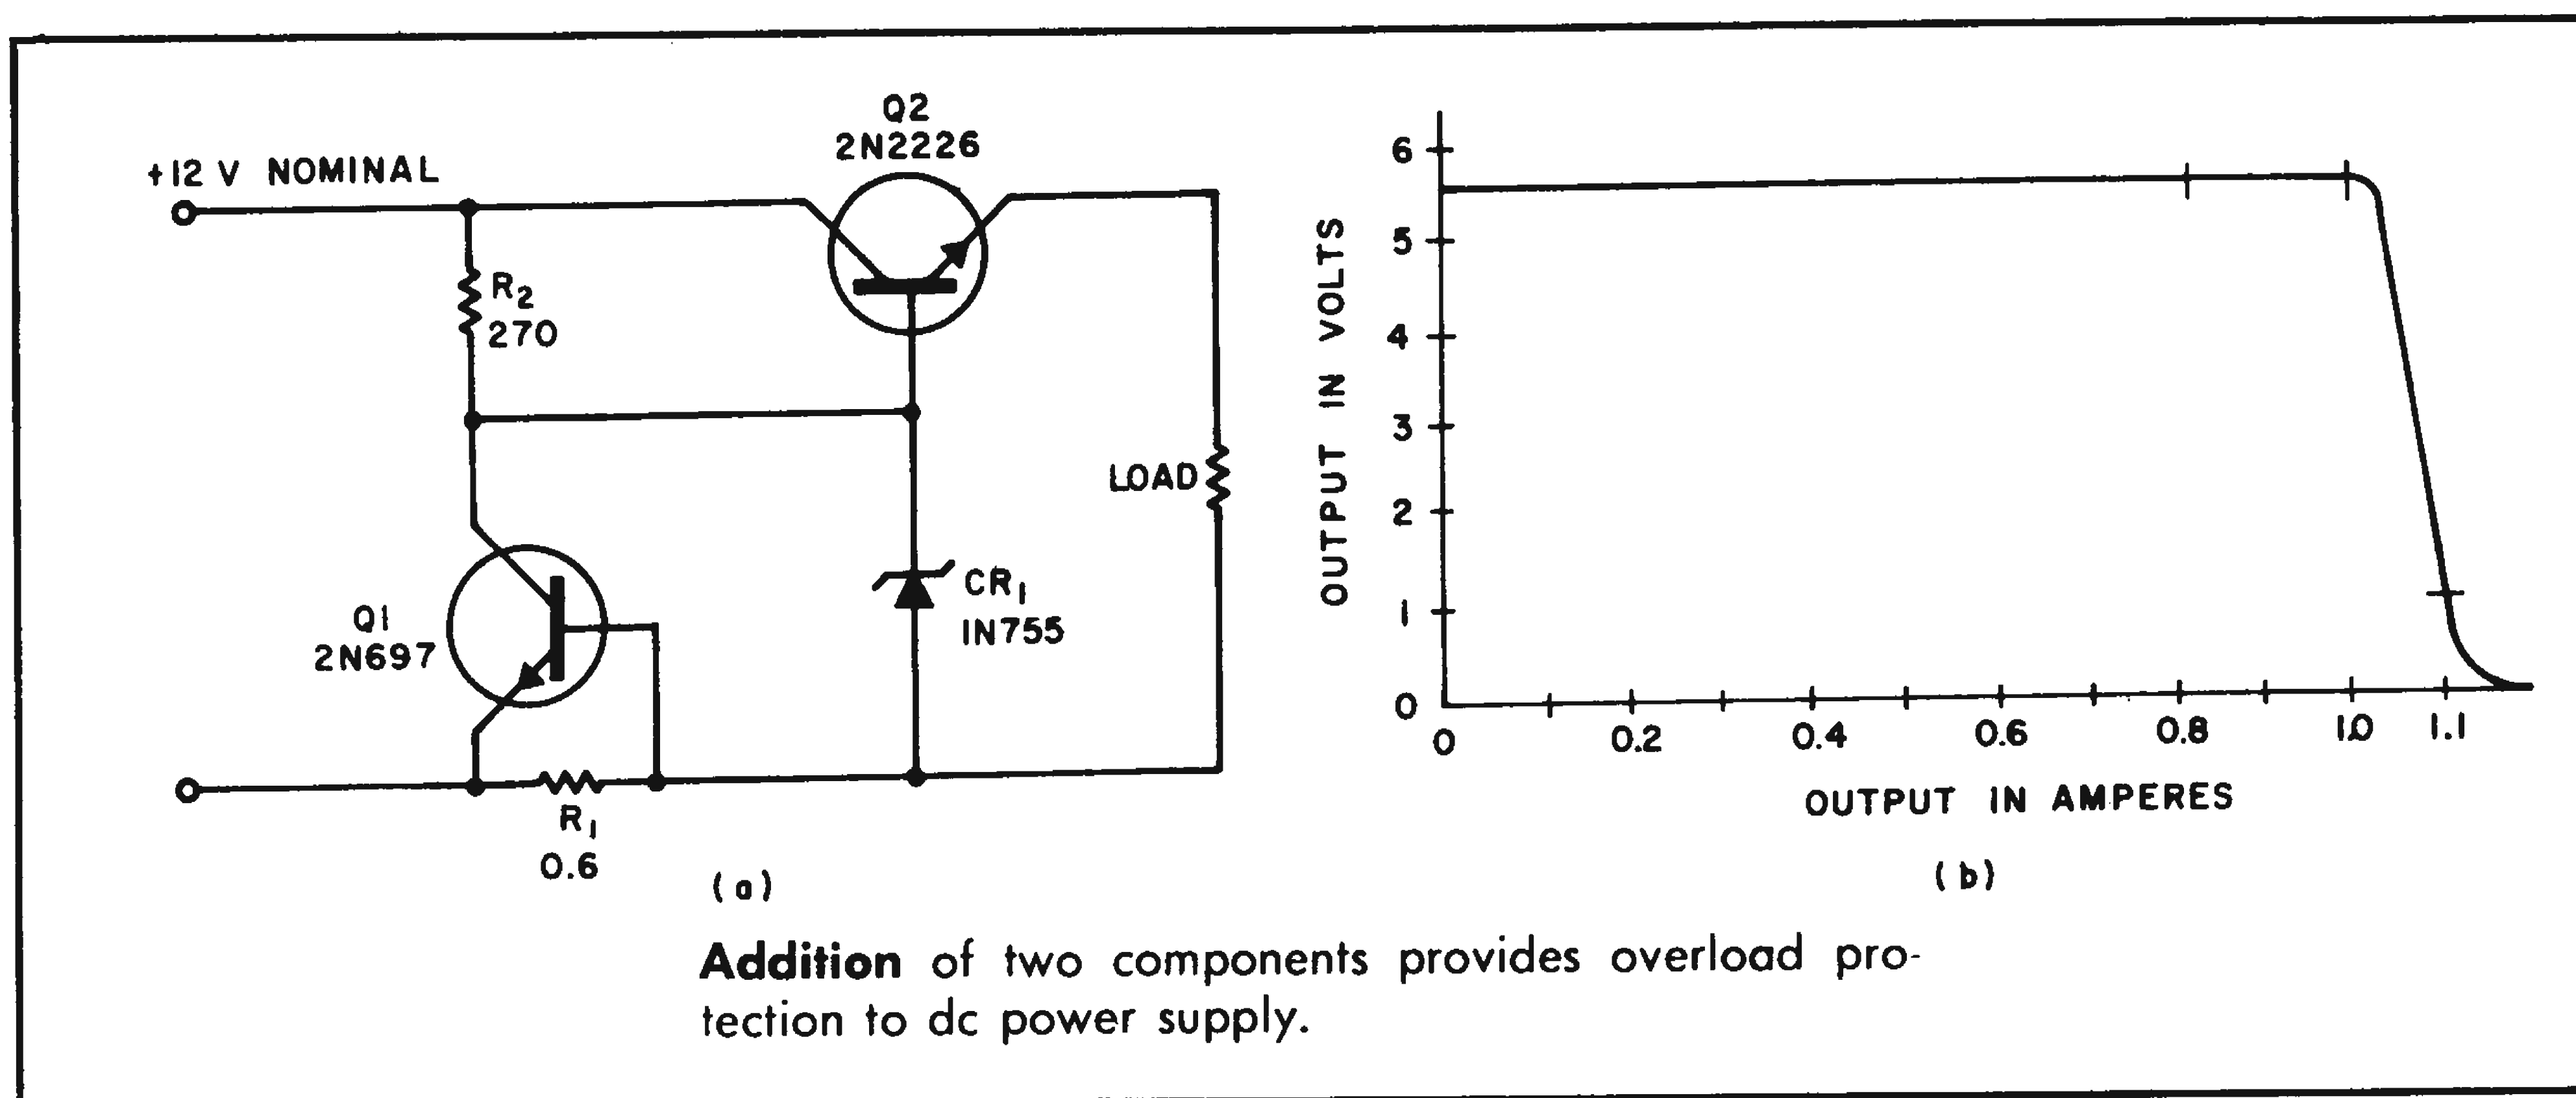 Q2
2N2226
+12 V NOMINAL
R2
270
LOAD
CR1
IN755
Q1
2N697
R1
0.6
(a)
OUTPUT IN VOLTS
6
5
4
3
2
1
0
0 0.2 0.4 0.6 0.8 1.0 1.1
OUTPUT IN AMPERES
(b)
Addition of two components provides overload pro-
tection to dc power supply.